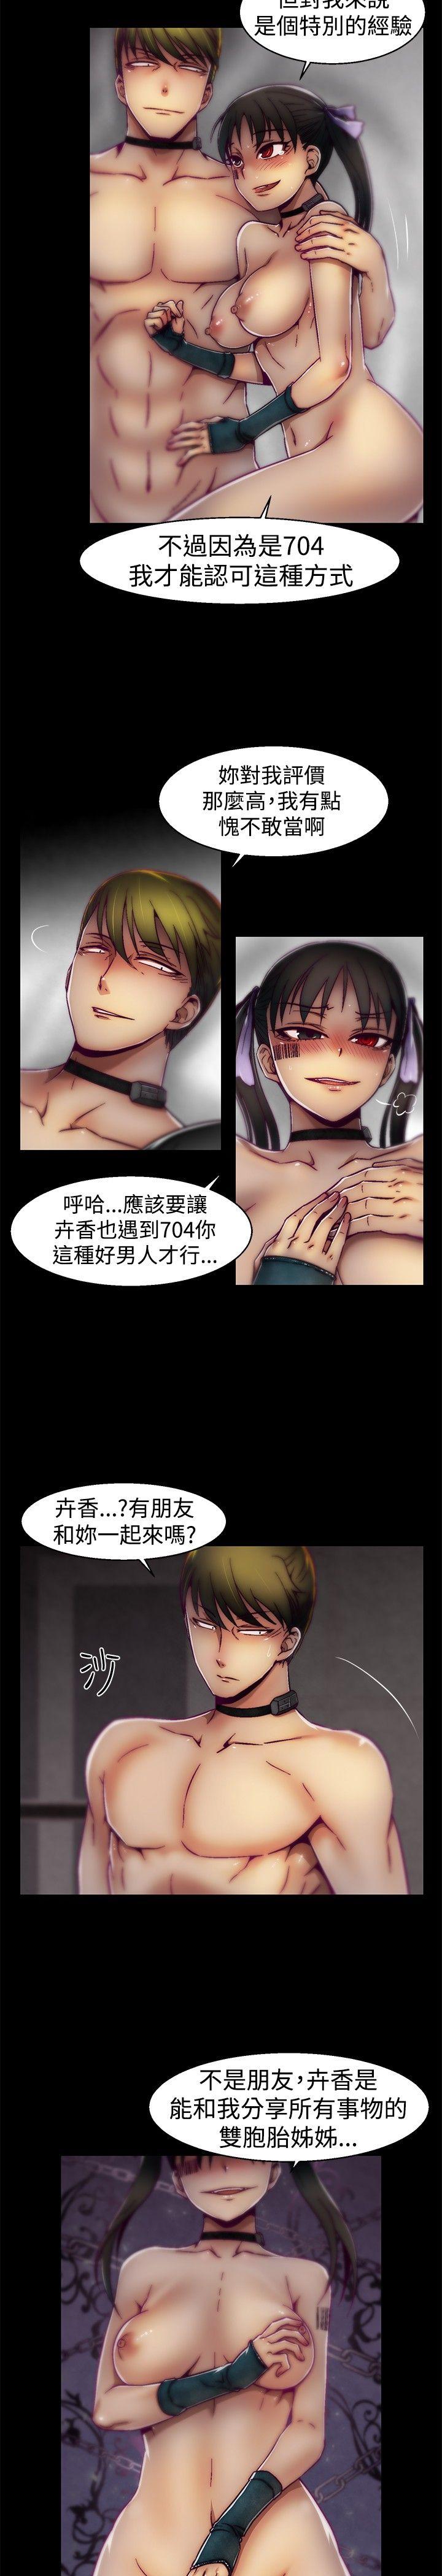 但對我來說
是個特別的經驗
不過因為是704
我才能認可這種方式
妳對我評價
那麼高,我有點
愧不敢當啊
呼哈...應該要讓
卉香也遇到704你
這種好男人才行...
卉香...?有朋友
和妳一起來嗎?
沙
不是朋友,卉香是
能和我分享所有事物的
雙胞胎姊姊...